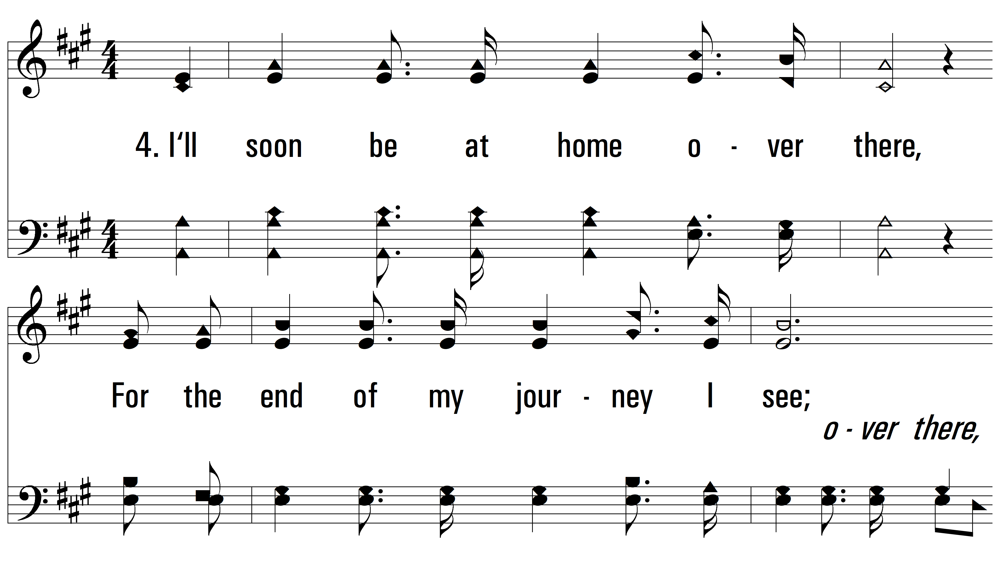 4. I‘ll soon be at home o - ver there,
For the end of my jour - ney I see;
o - ver there,